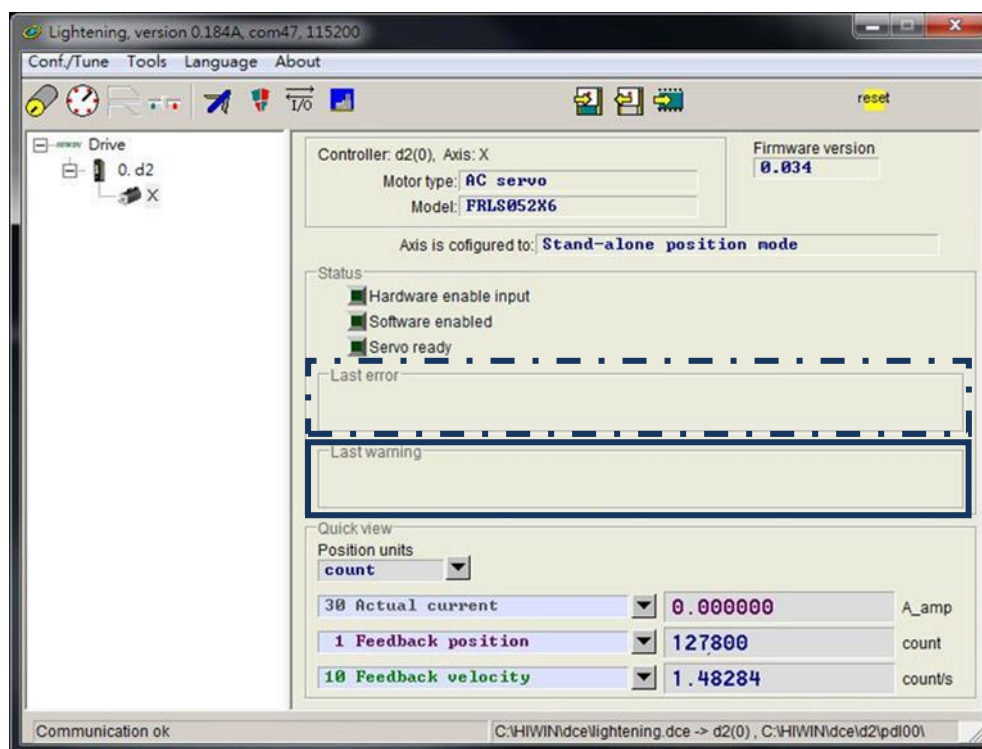 Lightening, version 0.184A, com47, 115200
Conf./Tune Tools Language About
I/O reset
HIWIN Drive
0. d2
X
Controller: d2(0), Axis: X
Motor type: AC servo
Model: FRLS052X6
Firmware version
0.034
Axis is cofigured to: Stand-alone position mode
Status
Hardware enable input
Software enabled
Servo ready
Last error
Last warning
Quick view
Position units
count
30 Actual current 0.000000 A_amp
1 Feedback position 127800 count
10 Feedback velocity 1.48284 count/s
Communication ok C:\HIWIN\dce\lightening.dce -> d2(0) , C:\HIWIN\dce\d2\pdl00\